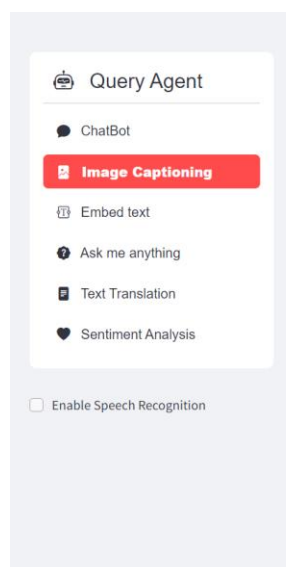 Query Agent
ChatBot
Image Captioning
Embed text
Ask me anything
Text Translation
Sentiment Analysis
Enable Speech Recognition